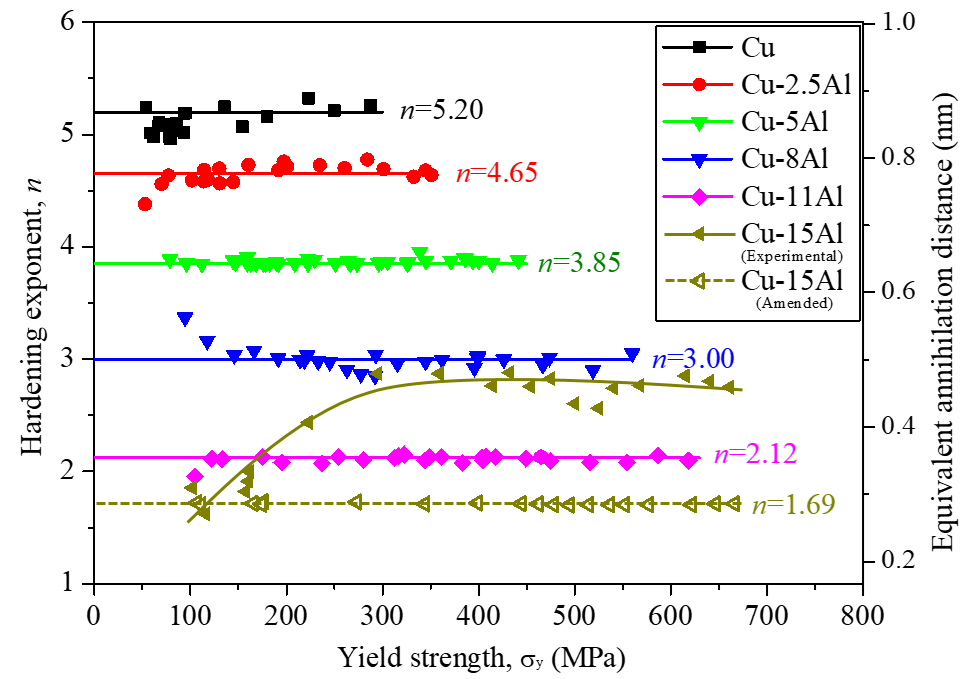 6
5
4
3
2
1
Hardening exponent, n
1.0
0.8
0.6
0.4
0.2
Equivalent annihilation distance (nm)
0
100
200
300
400
500
600
700
800
Yield strength, σy (MPa)
Cu
Cu-2.5Al
Cu-5Al
Cu-8Al
Cu-11Al
Cu-15Al
(Experimental)
Cu-15Al
(Amended)
n=5.20
n=4.65
n=3.85
n=3.00
n=2.12
n=1.69